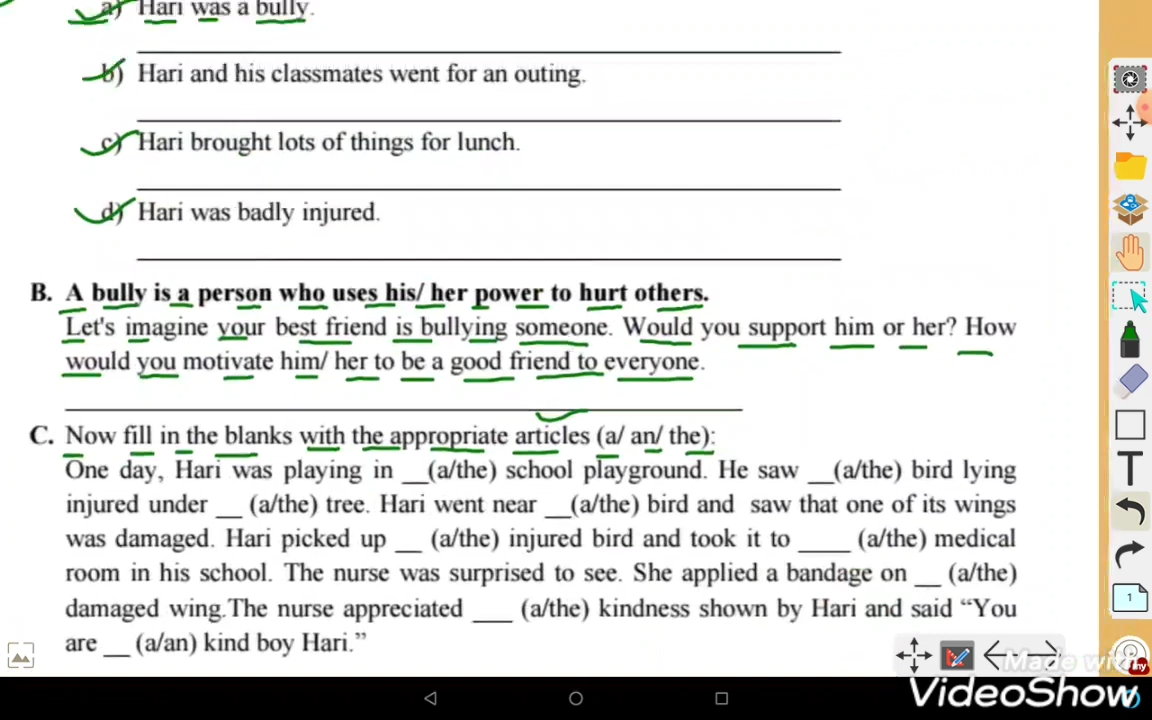 a) Hari was a bully.
b) Hari and his classmates went for an outing.
c) Hari brought lots of things for lunch.
d) Hari was badly injured.
B. A bully is a person who uses his/ her power to hurt others.
Let's imagine your best friend is bullying someone. Would you support him or her? How
would you motivate him/ her to be a good friend to everyone.
C. Now fill in the blanks with the appropriate articles (a/ an/ the):
One day, Hari was playing in __(a/the) school playground. He saw __(a/the) bird lying
injured under __ (a/the) tree. Hari went near __(a/the) bird and saw that one of its wings
was damaged. Hari picked up __ (a/the) injured bird and took it to ____ (a/the) medical
room in his school. The nurse was surprised to see. She applied a bandage on __ (a/the)
damaged wing.The nurse appreciated ___ (a/the) kindness shown by Hari and said “You
are __ (a/an) kind boy Hari.”
T
1
my
Made with
VideoShow